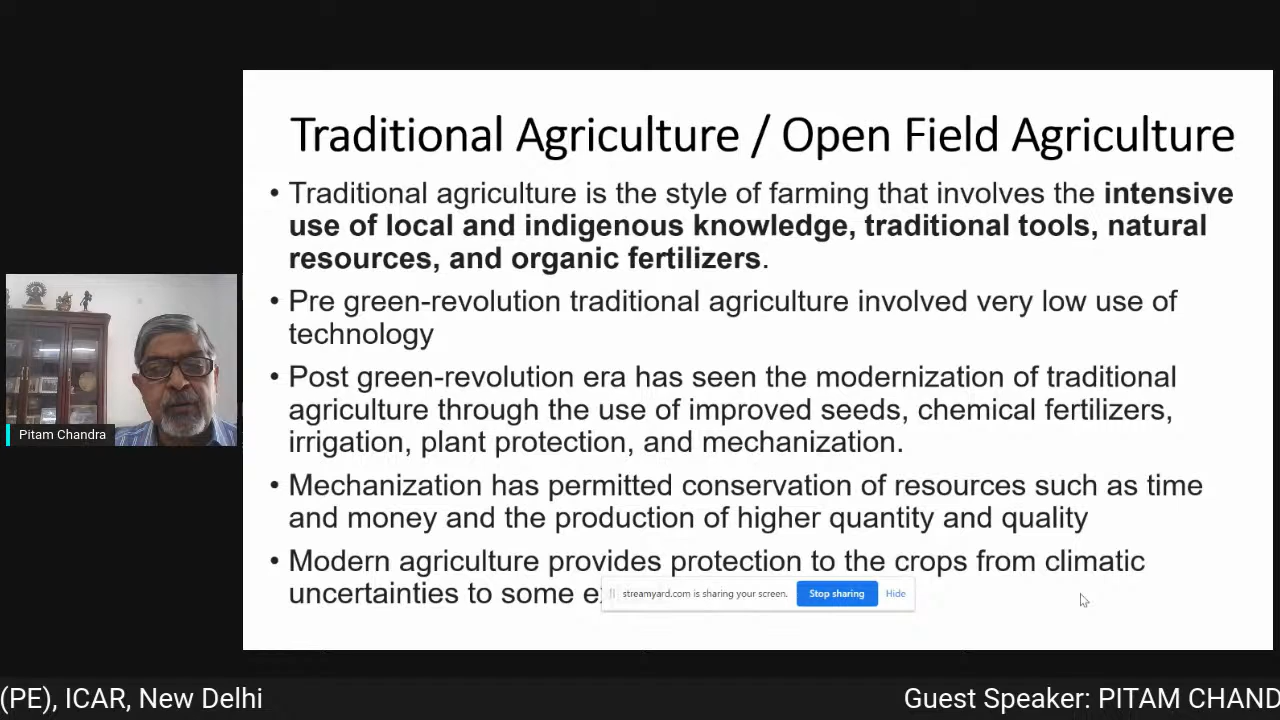 Traditional Agriculture / Open Field Agriculture
• Traditional agriculture is the style of farming that involves the intensive
use of local and indigenous knowledge, traditional tools, natural
resources, and organic fertilizers.
• Pre green-revolution traditional agriculture involved very low use of
technology
• Post green-revolution era has seen the modernization of traditional
agriculture through the use of improved seeds, chemical fertilizers,
irrigation, plant protection, and mechanization.
• Mechanization has permitted conservation of resources such as time
and money and the production of higher quantity and quality
• Modern agriculture provides protection to the crops from climatic
uncertainties to some
streamyard.com is sharing your screen. Stop sharing Hide
Pitam Chandra
(PE), ICAR, New Delhi
Guest Speaker: PITAM CHAND